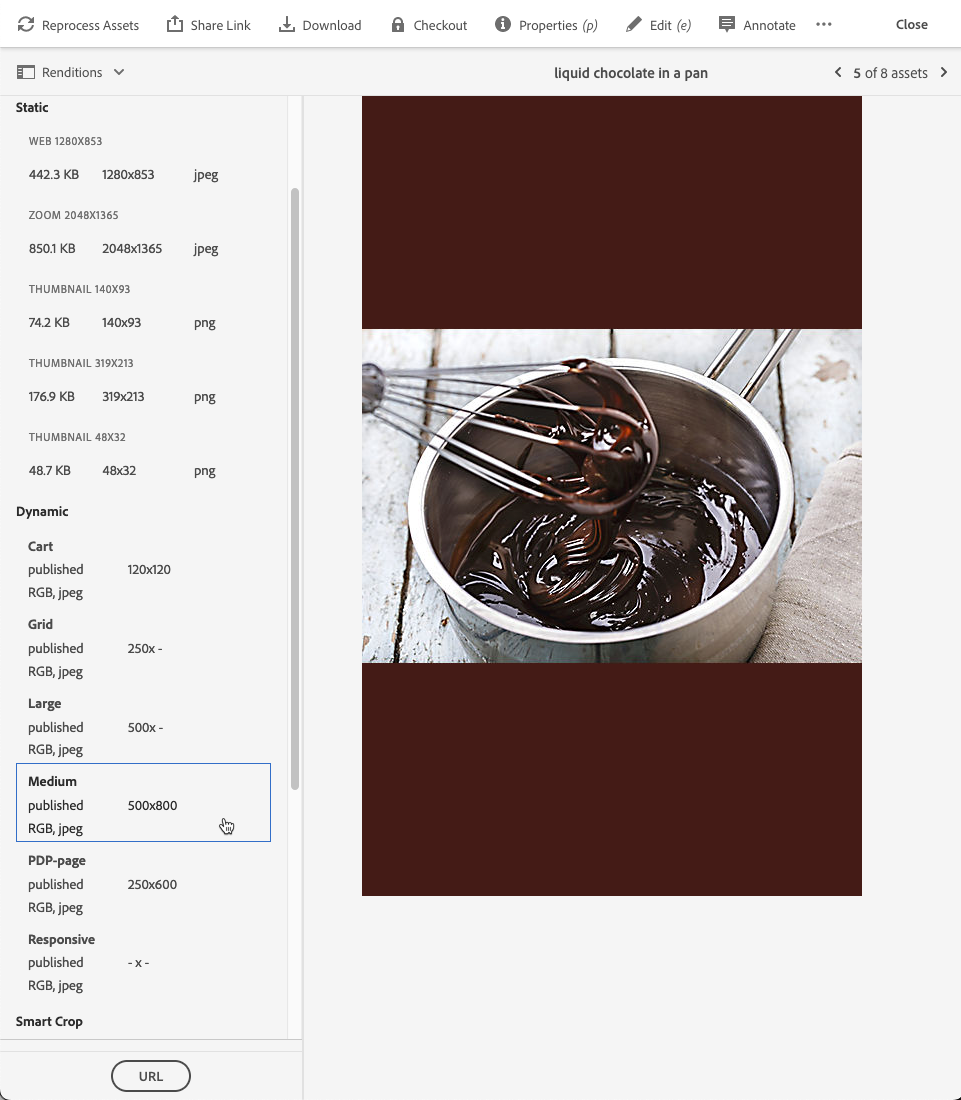 Reprocess Assets Share Link Download Checkout Properties (p) Edit (e) Annotate ••• Close
Renditions liquid chocolate in a pan 5 of 8 assets
Static
WEB 1280X853
442.3 KB 1280x853 jpeg
ZOOM 2048X1365
850.1 KB 2048x1365 jpeg
THUMBNAIL 140X93
74.2 KB 140x93 png
THUMBNAIL 319X213
176.9 KB 319x213 png
THUMBNAIL 48X32
48.7 KB 48x32 png
Dynamic
Cart
published 120x120
RGB, jpeg
Grid
published 250x -
RGB, jpeg
Large
published 500x -
RGB, jpeg
Medium
published 500x800
RGB, jpeg
PDP-page
published 250x600
RGB, jpeg
Responsive
published - x -
RGB, jpeg
Smart Crop
URL